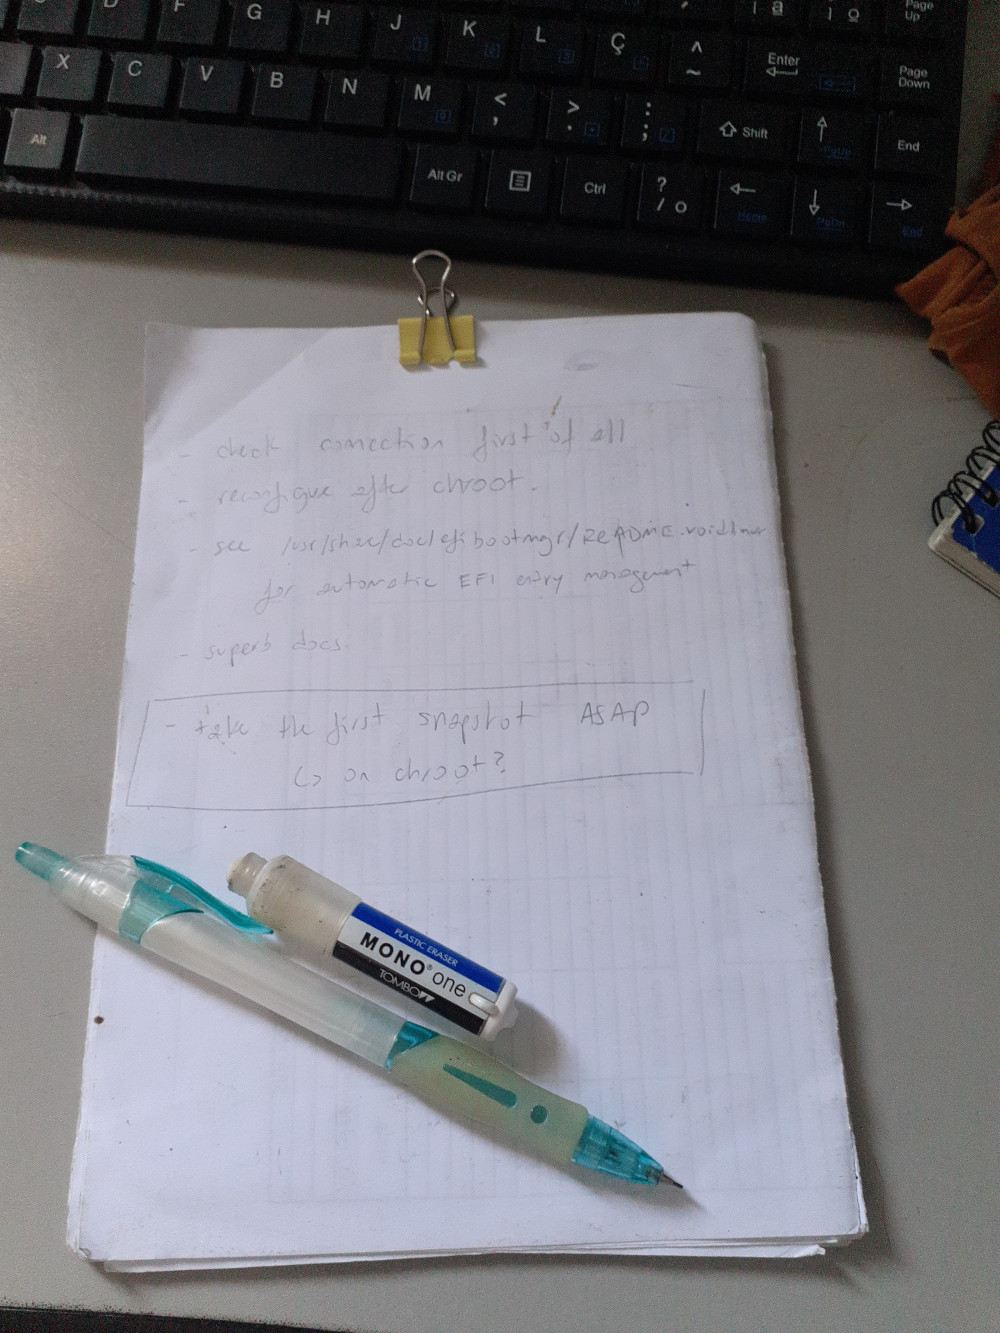 F G H J K L Ç ^ ~ Enter Page Up
X C V B N M < , > . : ; Shift Page Down
Alt Alt Gr Ctrl ? / o End
- check conection first of all
- reconfigure after chroot.
- see /usr/share/doc/efibootmgr/README.voidlinux
for automatic EFI entry management
- superb docs.
- take the first snapshot ASAP
↳ on chroot?
PLASTIC ERASER
MONO® one
TOMBOW